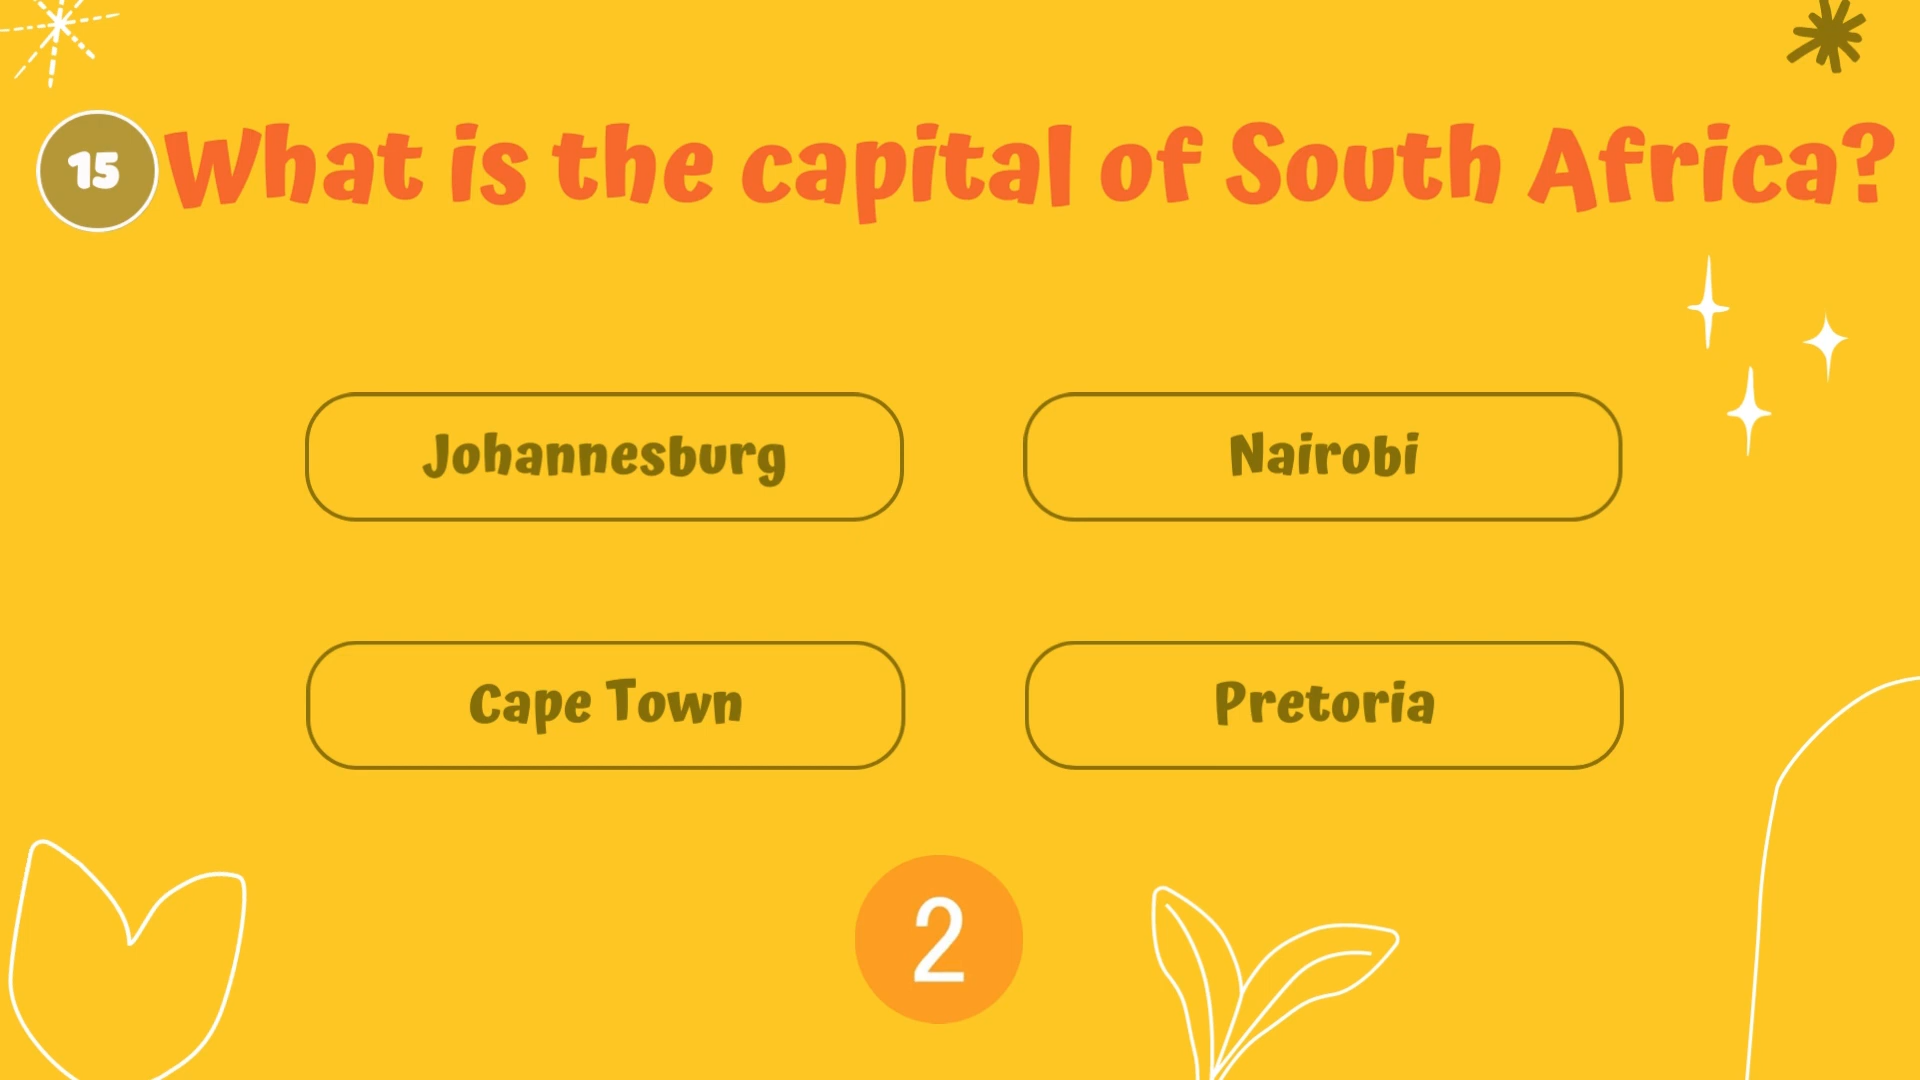 15 What is the capital of South Africa?
Johannesburg
Nairobi
Cape Town
Pretoria
2